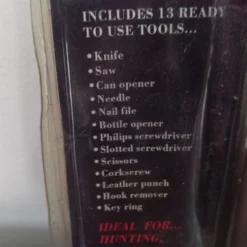 INCLUDES 13 READY
TO USE TOOLS...
• Knife
• Saw
• Can opener
• Needle
• Nail file
• Bottle opener
• Philips screwdriver
• Slotted screwdriver
• Scissors
• Corkscrew
• Leather punch
• Hook remover
• Key ring
IDEAL FOR...
HUNTING,